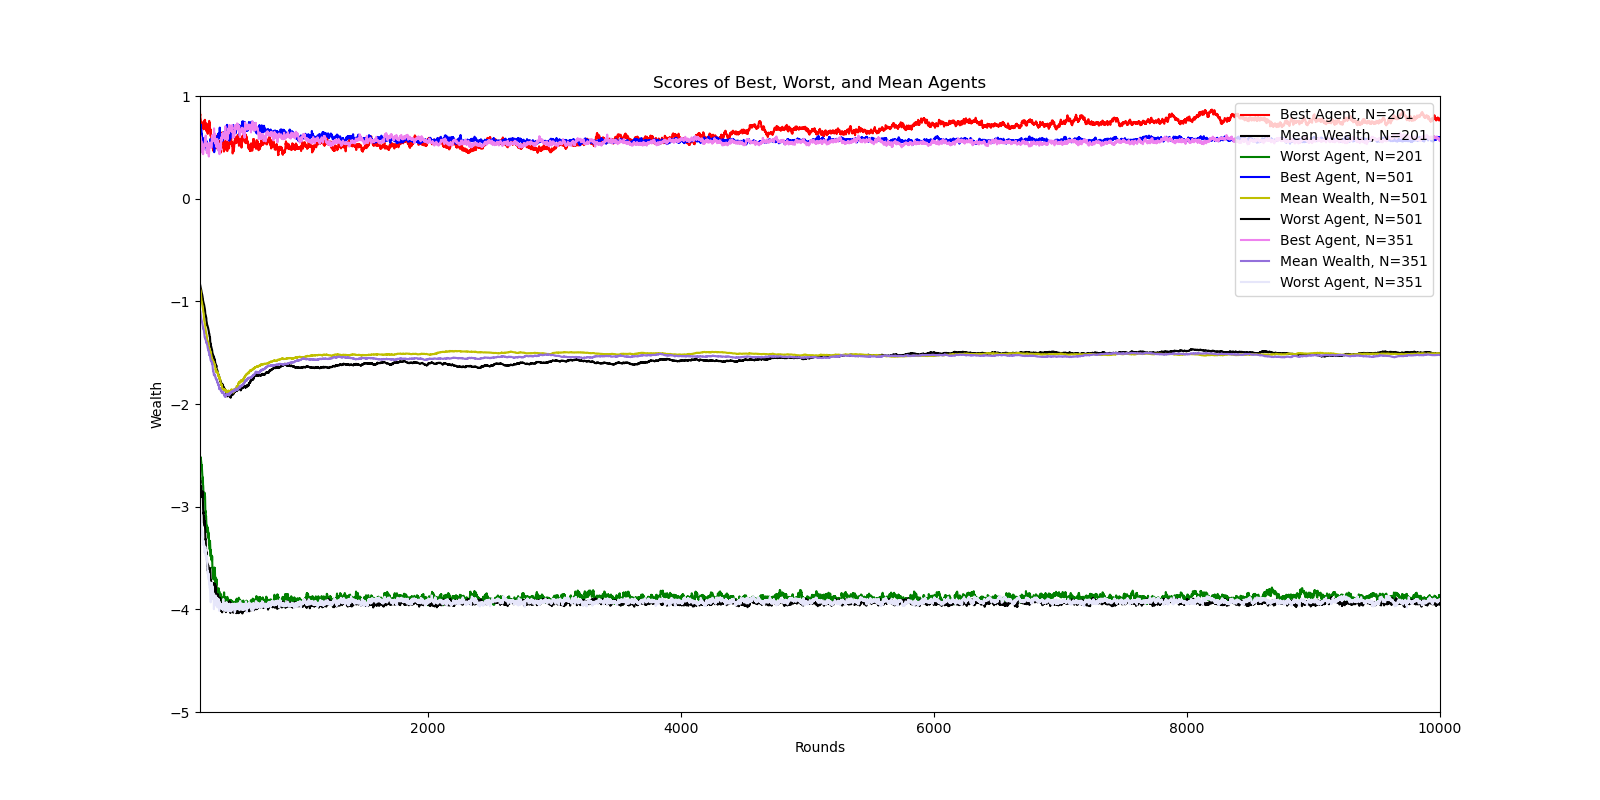 Scores of Best, Worst, and Mean Agents
Wealth
1
0
−1
−2
−3
−4
−5
Best Agent, N=201
Mean Wealth, N=201
Worst Agent, N=201
Best Agent, N=501
Mean Wealth, N=501
Worst Agent, N=501
Best Agent, N=351
Mean Wealth, N=351
Worst Agent, N=351
2000 4000 6000 8000 10000
Rounds